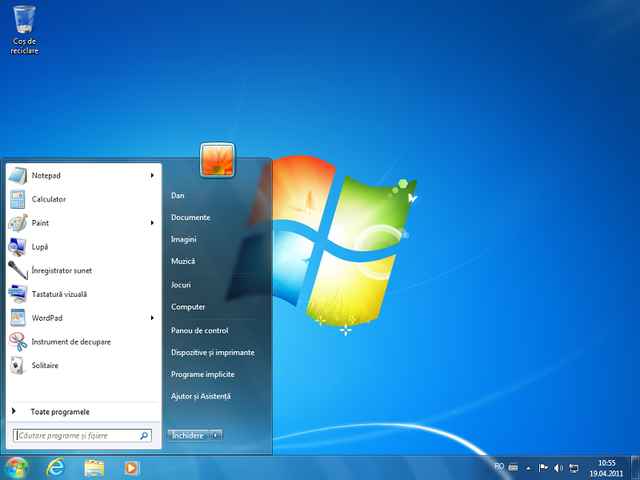 Coș de
reciclare
Notepad
Calculator
Paint
Lupă
Înregistrator sunet
Tastatură vizuală
WordPad
Instrument de decupare
Solitaire
Toate programele
Căutare programe și fișiere
Dan
Documente
Imagini
Muzică
Jocuri
Computer
Panou de control
Dispozitive și imprimante
Programe implicite
Ajutor și Asistență
Închidere
RO
10:55
19.04.2011